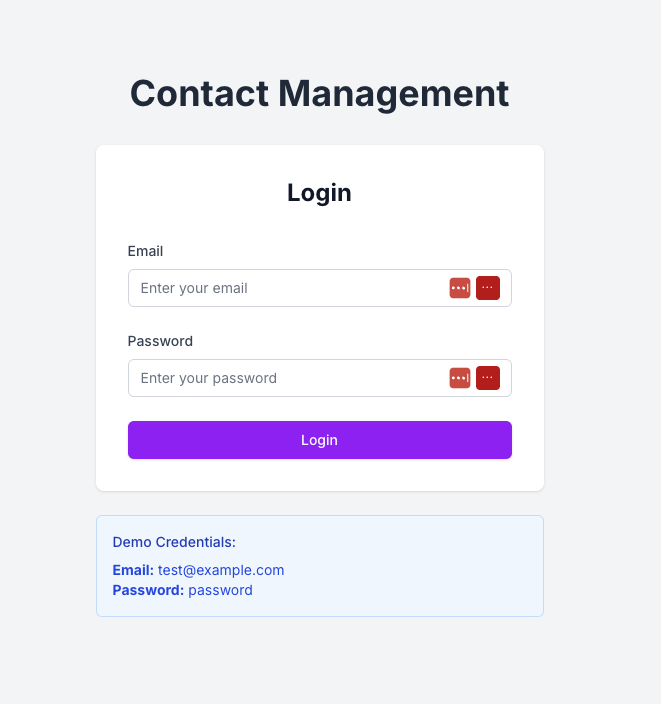 Contact Management
Login
Email
Enter your email
Password
Enter your password
Login
Demo Credentials:
Email: test@example.com
Password: password